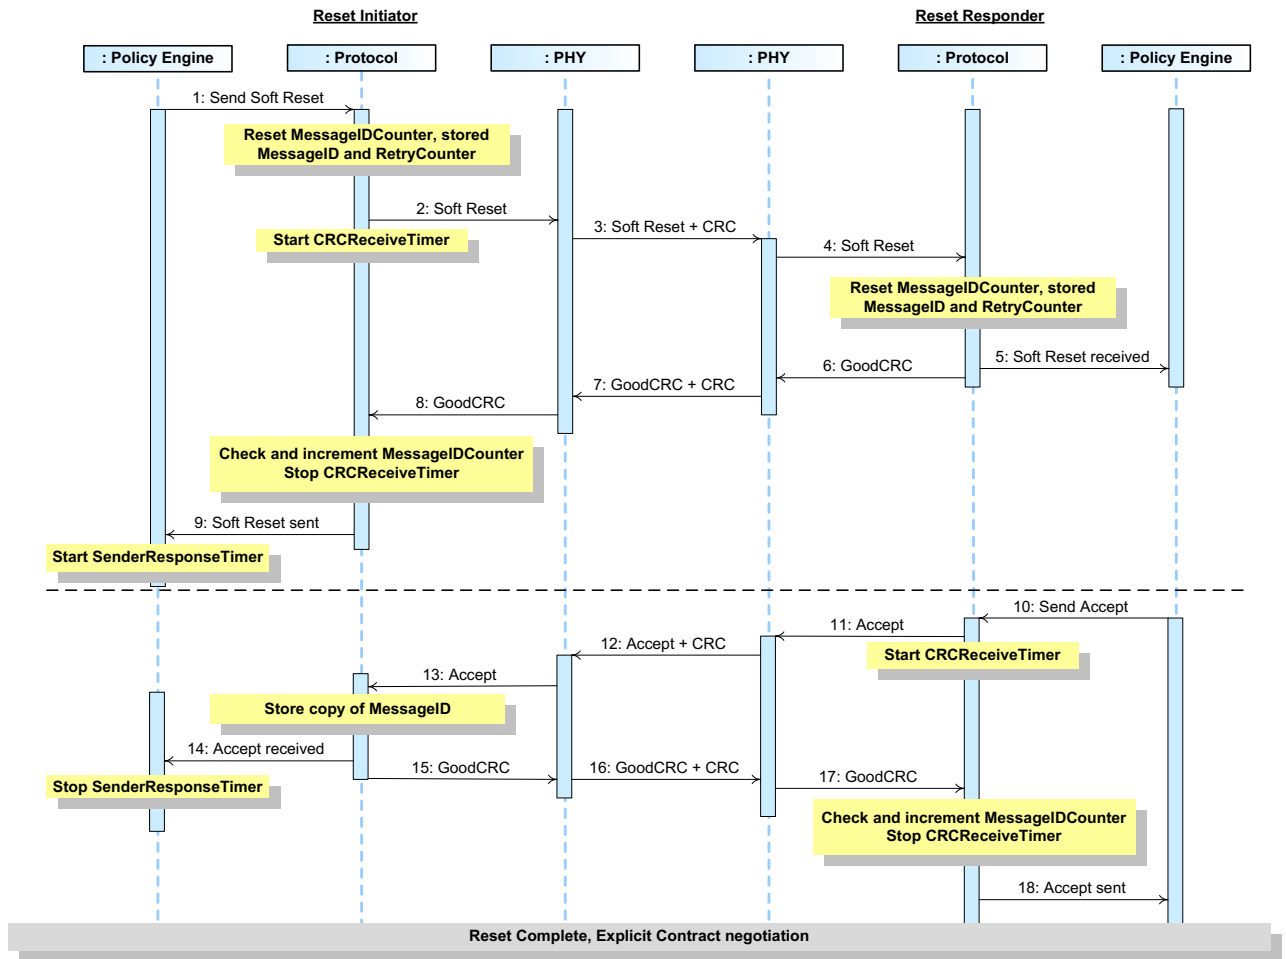 Reset Initiator
Reset Responder
: Policy Engine
: Protocol
: PHY
: PHY
: Protocol
: Policy Engine
1: Send Soft Reset
Reset MessageIDCounter, stored
MessageID and RetryCounter
2: Soft Reset
Start CRCReceiveTimer
3: Soft Reset + CRC
4: Soft Reset
Reset MessageIDCounter, stored
MessageID and RetryCounter
5: Soft Reset received
6: GoodCRC
7: GoodCRC + CRC
8: GoodCRC
Check and increment MessageIDCounter
Stop CRCReceiveTimer
9: Soft Reset sent
Start SenderResponseTimer
10: Send Accept
11: Accept
Start CRCReceiveTimer
12: Accept + CRC
13: Accept
Store copy of MessageID
14: Accept received
Stop SenderResponseTimer
15: GoodCRC
16: GoodCRC + CRC
17: GoodCRC
Check and increment MessageIDCounter
Stop CRCReceiveTimer
18: Accept sent
Reset Complete, Explicit Contract negotiation